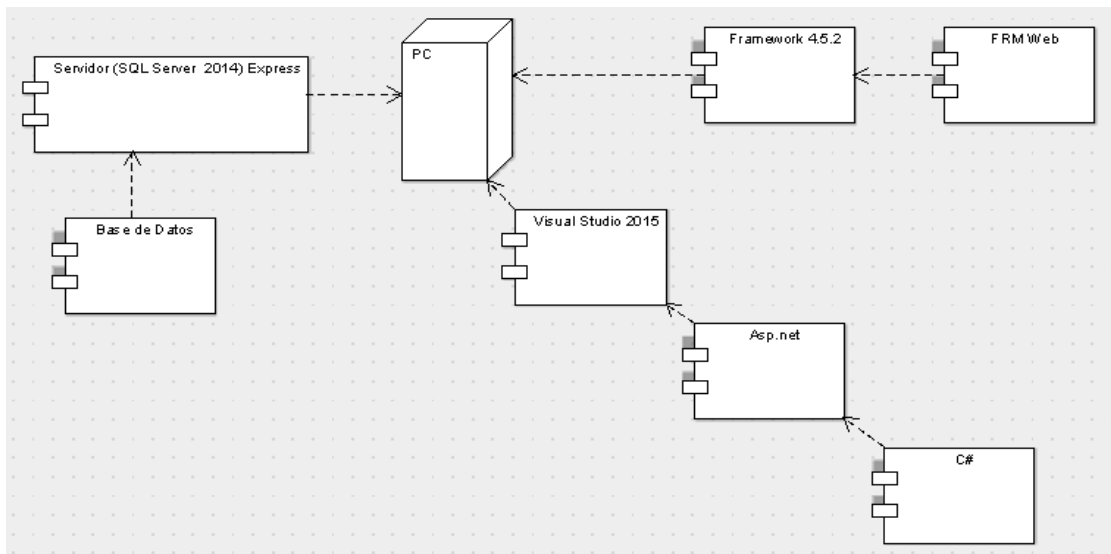 PC
Framework 4.5.2
FRM Web
Servidor (SQL Server 2014) Express
Base de Datos
Visual Studio 2015
Asp.net
C#